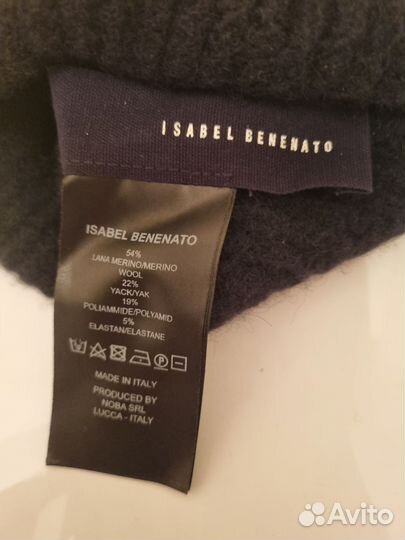 ISABEL BENENATO
ISABEL BENENATO
54%
LANA MERINO/MERINO
WOOL
22%
YACK/YAK
19%
POLIAMMIDE/POLYAMID
5%
ELASTAN/ELASTANE
MADE IN ITALY
PRODUCED BY
NOBA SRL
LUCCA - ITALY
Avito